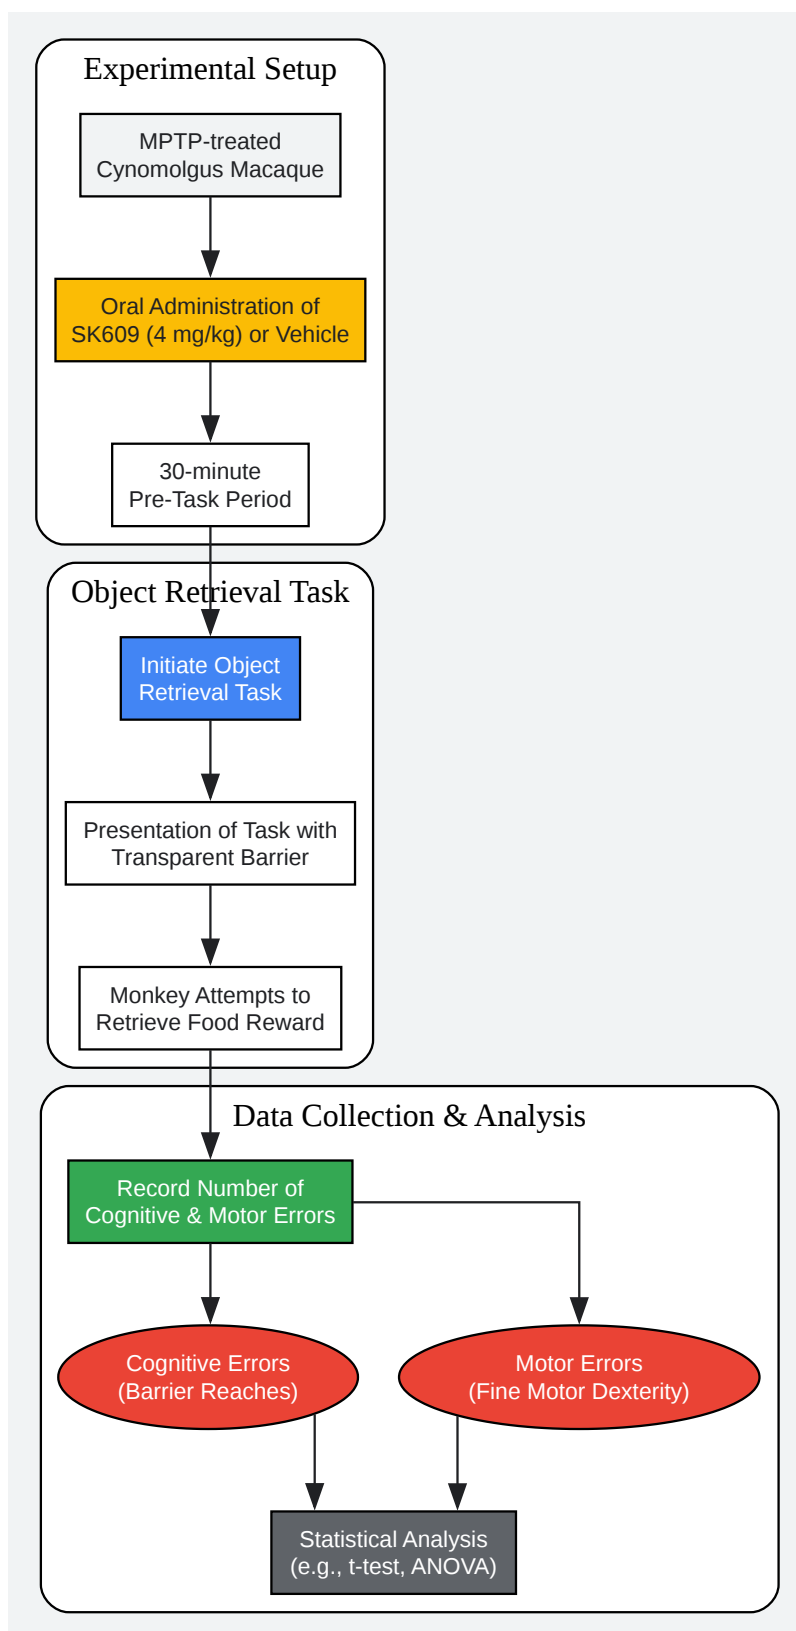 Experimental Setup
MPTP-treated
Cynomolgus Macaque
Oral Administration of
SK609 (4 mg/kg) or Vehicle
30-minute
Pre-Task Period
Object Retrieval Task
Initiate Object
Retrieval Task
Presentation of Task with
Transparent Barrier
Monkey Attempts to
Retrieve Food Reward
Data Collection & Analysis
Record Number of
Cognitive & Motor Errors
Cognitive Errors
(Barrier Reaches)
Motor Errors
(Fine Motor Dexterity)
Statistical Analysis
(e.g., t-test, ANOVA)